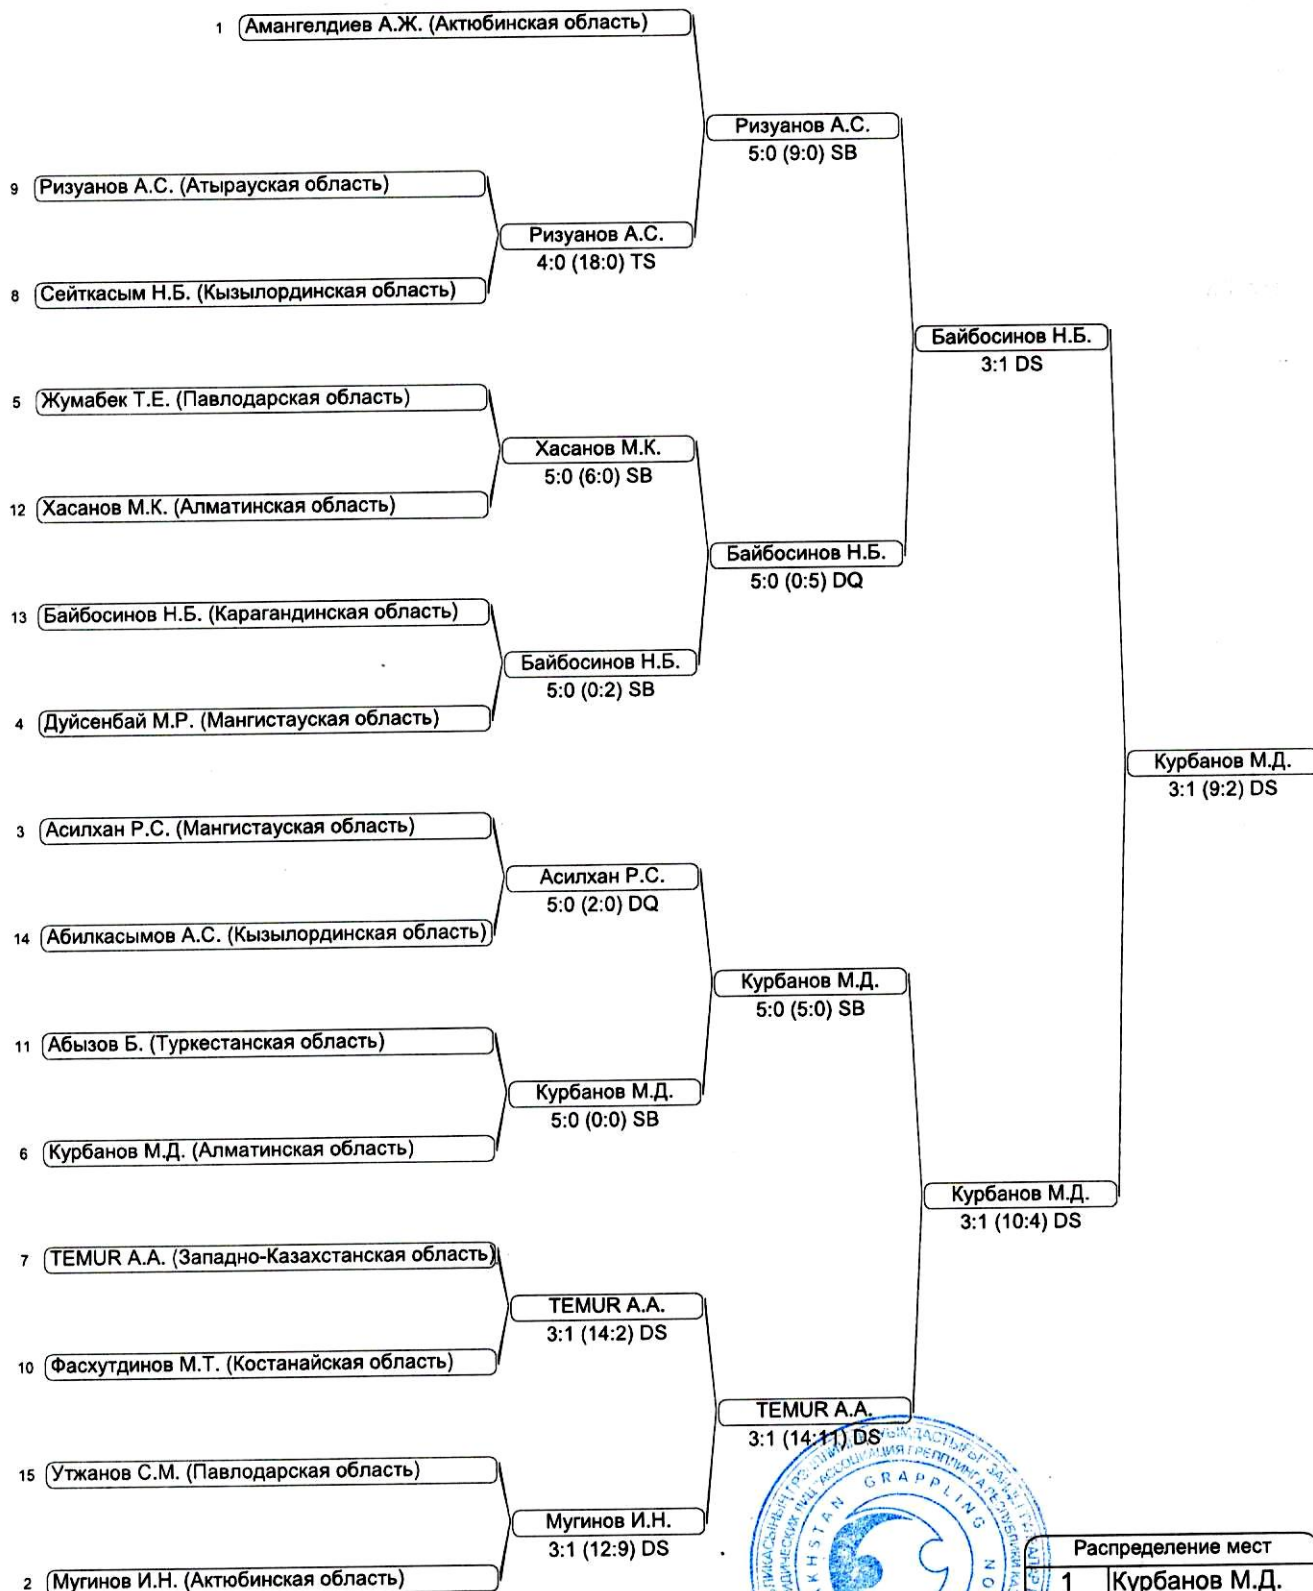 1 Амангелдиев А.Ж. (Актюбинская область)
Ризуанов А.С.
5:0 (9:0) SB
9 Ризуанов А.С. (Атырауская область)
Ризуанов А.С.
4:0 (18:0) TS
8 Сейткасым Н.Б. (Кызылординская область)
Байбосинов Н.Б.
3:1 DS
5 Жумабек Т.Е. (Павлодарская область)
Хасанов М.К.
5:0 (6:0) SB
12 Хасанов М.К. (Алматинская область)
Байбосинов Н.Б.
5:0 (0:5) DQ
13 Байбосинов Н.Б. (Карагандинская область)
Байбосинов Н.Б.
5:0 (0:2) SB
4 Дуйсенбай М.Р. (Мангистауская область)
Курбанов М.Д.
3:1 (9:2) DS
3 Асилхан Р.С. (Мангистауская область)
Асилхан Р.С.
5:0 (2:0) DQ
14 Абилкасымов А.С. (Кызылординская область)
Курбанов М.Д.
5:0 (5:0) SB
11 Абызов Б. (Туркестанская область)
Курбанов М.Д.
5:0 (0:0) SB
6 Курбанов М.Д. (Алматинская область)
Курбанов М.Д.
3:1 (10:4) DS
7 TEMUR A.A. (Западно-Казахстанская область)
TEMUR A.A.
3:1 (14:2) DS
10 Фасхутдинов М.Т. (Костанайская область)
TEMUR A.A.
3:1 (14:11) DS
15 Утжанов С.М. (Павлодарская область)
Мугинов И.Н.
3:1 (12:9) DS
2 Мугинов И.Н. (Актюбинская область)
GRAPPLING
Распределение мест
1 Курбанов М.Д.